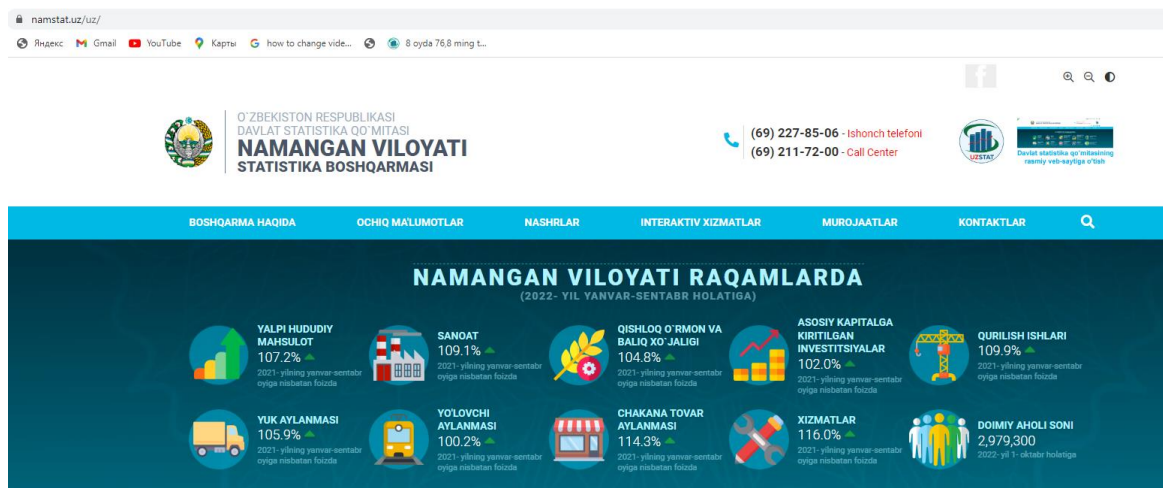 namstat.uz/uz/
Яндекс Gmail YouTube Карты how to change vide... 8 oyda 76,8 ming t...
O`ZBEKISTON RESPUBLIKASI
DAVLAT STATISTIKA QO`MITASI
NAMANGAN VILOYATI
STATISTIKA BOSHQARMASI
(69) 227-85-06 - Ishonch telefoni
(69) 211-72-00 - Call Center
UZSTAT
Davlat statistika qo`mitasining
rasmiy veb-saytiga o'tish
BOSHQARMA HAQIDA OCHIQ MA'LUMOTLAR NASHRLAR INTERAKTIV XIZMATLAR MUROJAATLAR KONTAKTLAR
NAMANGAN VILOYATI RAQAMLARDA
(2022- YIL YANVAR-SENTABR HOLATIGA)
YALPI HUDUDIY
MAHSULOT
107.2%
2021- yilning yanvar-sentabr
oyiga nisbatan foizda
SANOAT
109.1%
2021- yilning yanvar-sentabr
oyiga nisbatan foizda
QISHLOQ O`RMON VA
BALIQ XO`JALIGI
104.8%
2021- yilning yanvar-sentabr
oyiga nisbatan foizda
ASOSIY KAPITALGA
KIRITILGAN
INVESTITSIYALAR
102.0%
2021- yilning yanvar-sentabr
oyiga nisbatan foizda
QURILISH ISHLARI
109.9%
2021- yilning yanvar-sentabr
oyiga nisbatan foizda
YUK AYLANMASI
105.9%
2021- yilning yanvar-sentabr
oyiga nisbatan foizda
YO'LOVCHI
AYLANMASI
100.2%
2021- yilning yanvar-sentabr
oyiga nisbatan foizda
CHAKANA TOVAR
AYLANMASI
114.3%
2021- yilning yanvar-sentabr
oyiga nisbatan foizda
XIZMATLAR
116.0%
2021- yilning yanvar-sentabr
oyiga nisbatan foizda
DOIMIY AHOLI SONI
2,979,300
2022- yil 1- oktabr holatiga